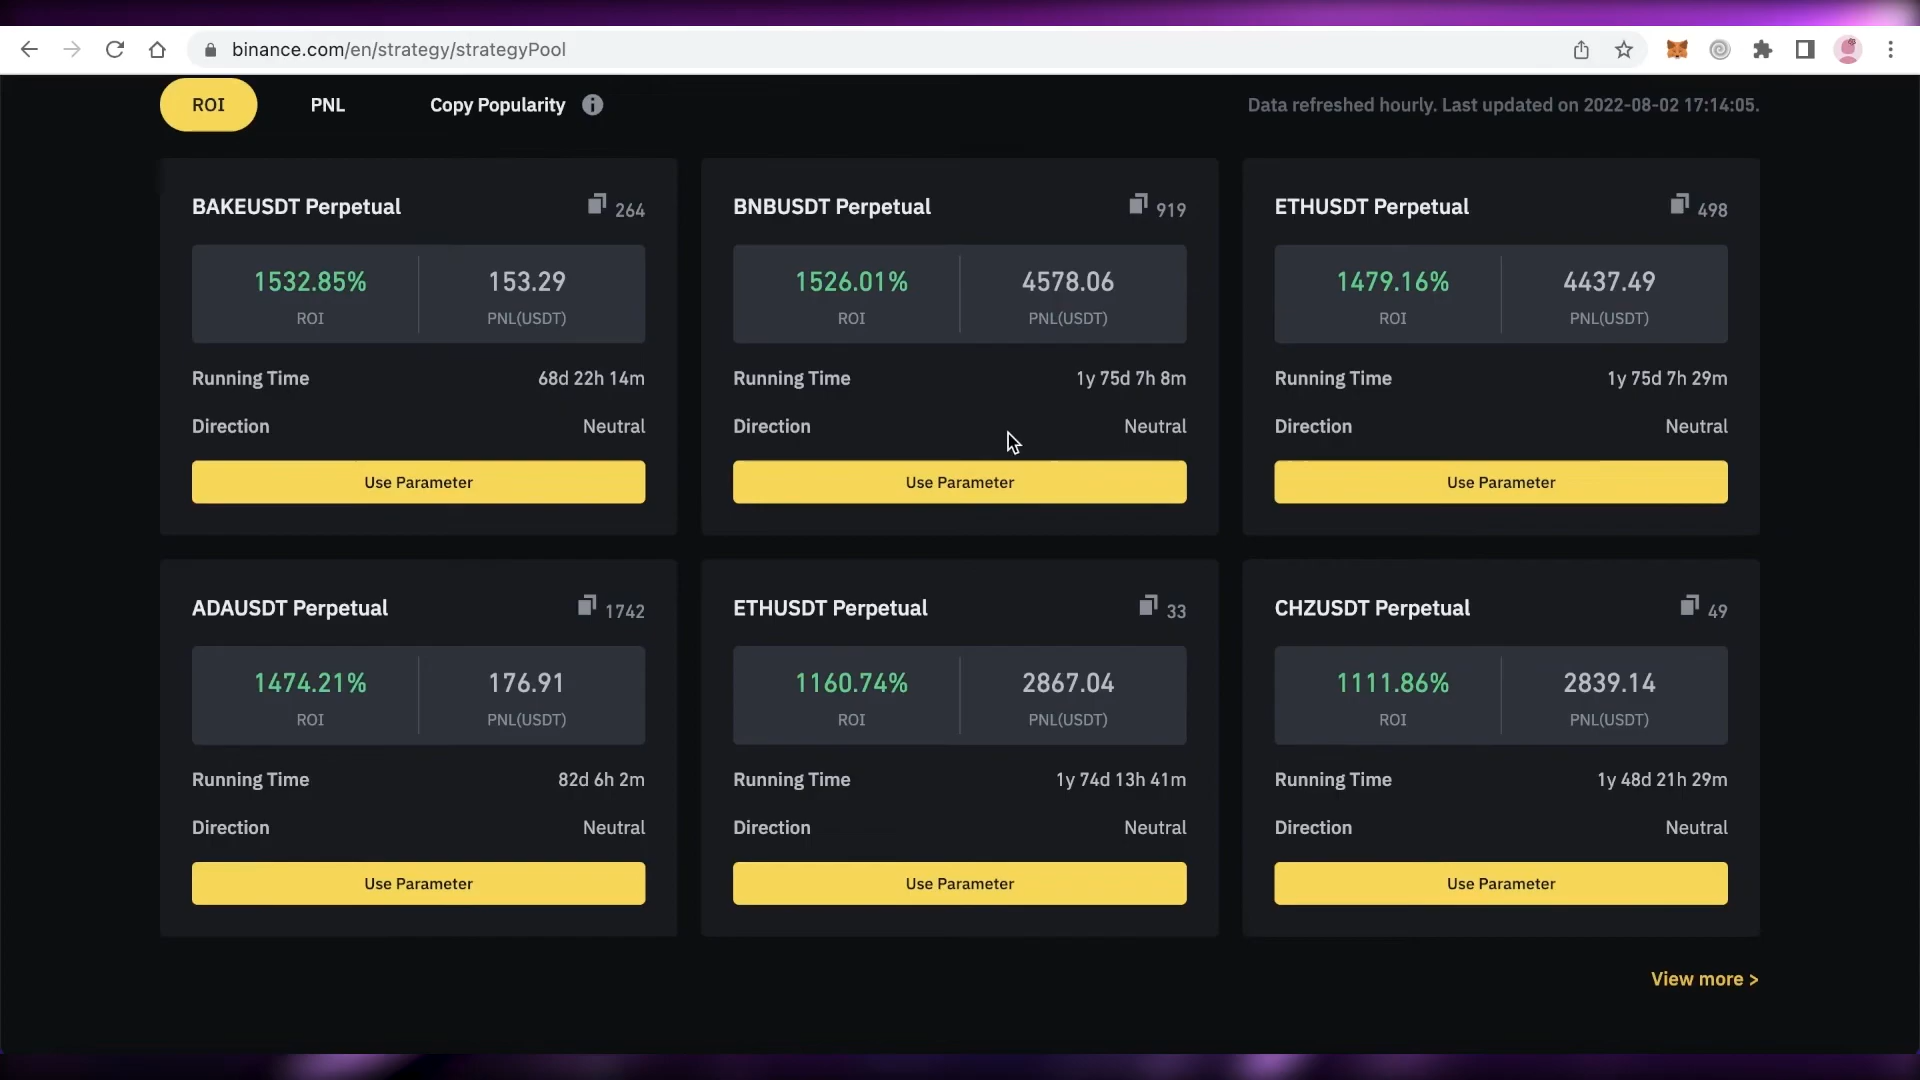 binance.com/en/strategy/strategyPool
ROI PNL Copy Popularity Data refreshed hourly. Last updated on 2022-08-02 17:14:05.
BAKEUSDT Perpetual 264
1532.85% 153.29
ROI PNL(USDT)
Running Time 68d 22h 14m
Direction Neutral
Use Parameter
BNBUSDT Perpetual 919
1526.01% 4578.06
ROI PNL(USDT)
Running Time 1y 75d 7h 8m
Direction Neutral
Use Parameter
ETHUSDT Perpetual 498
1479.16% 4437.49
ROI PNL(USDT)
Running Time 1y 75d 7h 29m
Direction Neutral
Use Parameter
ADAUSDT Perpetual 1742
1474.21% 176.91
ROI PNL(USDT)
Running Time 82d 6h 2m
Direction Neutral
Use Parameter
ETHUSDT Perpetual 33
1160.74% 2867.04
ROI PNL(USDT)
Running Time 1y 74d 13h 41m
Direction Neutral
Use Parameter
CHZUSDT Perpetual 49
1111.86% 2839.14
ROI PNL(USDT)
Running Time 1y 48d 21h 29m
Direction Neutral
Use Parameter
View more >